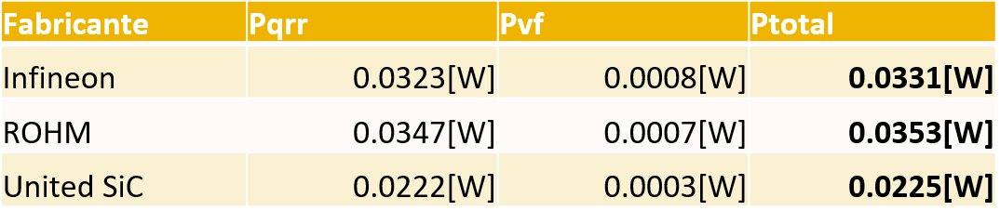 Fabricante Pqrr Pvf Ptotal
Infineon 0.0323[W] 0.0008[W] 0.0331[W]
ROHM 0.0347[W] 0.0007[W] 0.0353[W]
United SiC 0.0222[W] 0.0003[W] 0.0225[W]